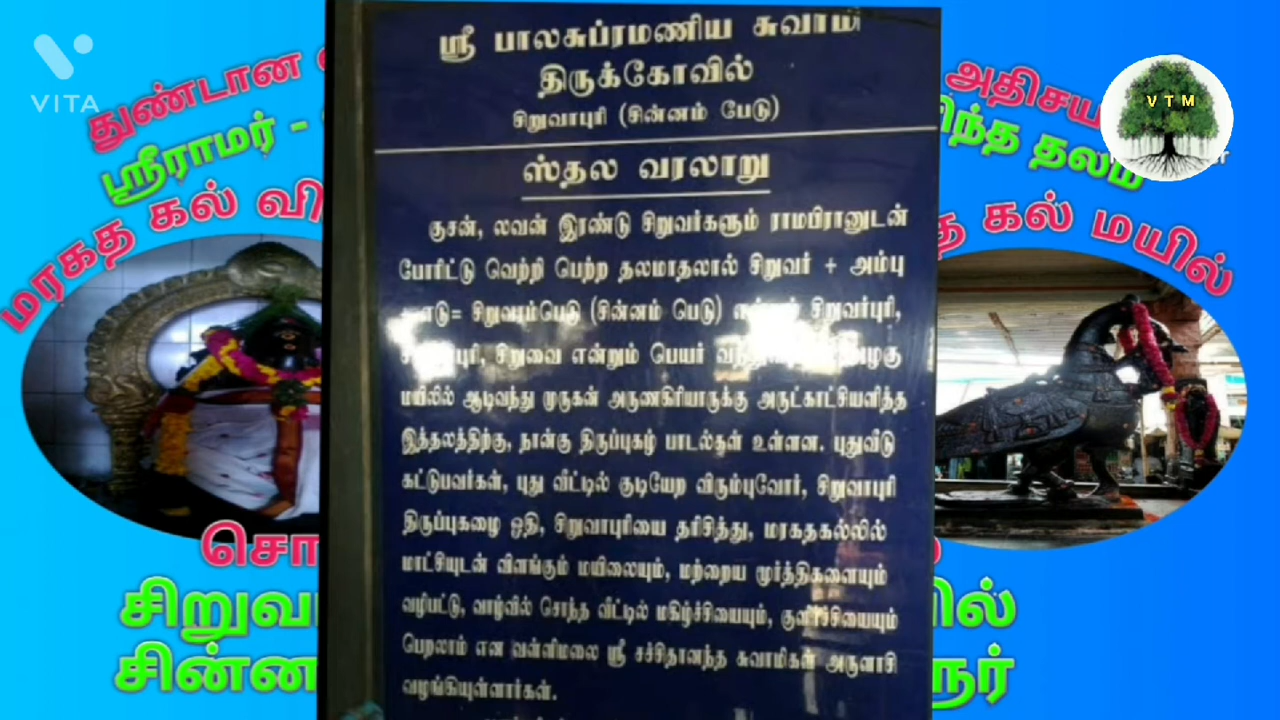 VITA
துண்டான
ஸ்ரீராமர் -
மரகத கல்
அதிசய
தலம்
VTM
கல் மயில்
ஸ்ரீ பாலசுப்ரமணிய சுவாமி
திருக்கோவில்
சிறுவாபுரி (சின்னம் பேடு)
ஸ்தல வரலாறு
குசன், லவன் இரண்டு சிறுவர்களும் ராமபிரானுடன்
போரிட்டு வெற்றி பெற்ற தலமாதலால் சிறுவர் + அம்பு
(சின்னம் பெடு) சிறுவர்புரி,
சிறுவை என்றும் பெயர்
மயிலில் ஆடிவந்து முருகன் அருணகிரியாருக்கு அருட்காட்சியளித்த
இத்தலத்திற்கு, நான்கு திருப்புகழ் பாடல்கள் உள்ளன. புதுவீடு
கட்டுபவர்கள், புது விட்டில் குடியேற விரும்புவோர், சிறுவாபுரி
திருப்புகழை ஓதி, சிறுவாபுரியை தரிசித்து, மரகதகல்லில்
மாட்சியுடன் விளங்கும் மயிலையும், மற்றைய மூர்த்திகளையும்
வழிபட்டு, வாழ்வில் சொந்த விட்டில் மகிழ்ச்சியையும், குளிர்ச்சியையும்
பெறலாம் என வள்ளிமலை ஸ்ரீ சச்சிதானந்த சுவாமிகள் அருளாசி
வழங்கியுள்ளார்கள்.